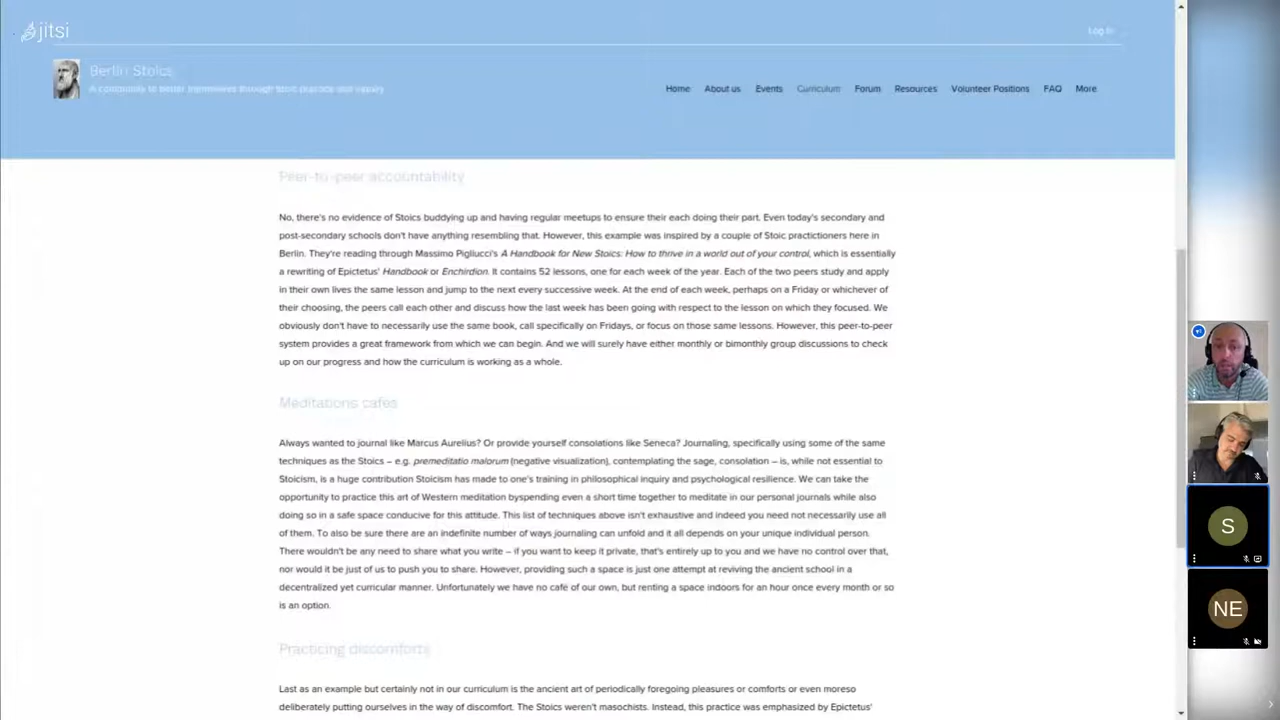 jitsi
Log In
Berlin Stoics
A community to better themselves through Stoic practice and inquiry
Home About us Events Curriculum Forum Resources Volunteer Positions FAQ More
Peer-to-peer accountability
No, there's no evidence of Stoics buddying up and having regular meetups to ensure their each doing their part. Even today's secondary and
post-secondary schools don't have anything resembling that. However, this example was inspired by a couple of Stoic practictioners here in
Berlin. They're reading through Massimo Pigliucci's A Handbook for New Stoics: How to thrive in a world out of your control, which is essentially
a rewriting of Epictetus' Handbook or Enchirdion. It contains 52 lessons, one for each week of the year. Each of the two peers study and apply
in their own lives the same lesson and jump to the next every successive week. At the end of each week, perhaps on a Friday or whichever of
their choosing, the peers call each other and discuss how the last week has been going with respect to the lesson on which they focused. We
obviously don't have to necessarily use the same book, call specifically on Fridays, or focus on those same lessons. However, this peer-to-peer
system provides a great framework from which we can begin. And we will surely have either monthly or bimonthly group discussions to check
up on our progress and how the curriculum is working as a whole.
Meditations cafes
Always wanted to journal like Marcus Aurelius? Or provide yourself consolations like Seneca? Journaling, specifically using some of the same
techniques as the Stoics – e.g. premeditatio malorum (negative visualization), contemplating the sage, consolation – is, while not essential to
Stoicism, is a huge contribution Stoicism has made to one's training in philosophical inquiry and psychological resilience. We can take the
opportunity to practice this art of Western meditation byspending even a short time together to meditate in our personal journals while also
doing so in a safe space conducive for this attitude. This list of techniques above isn't exhaustive and indeed you need not necessarily use all
of them. To also be sure there are an indefinite number of ways journaling can unfold and it all depends on your unique individual person.
There wouldn't be any need to share what you write – if you want to keep it private, that's entirely up to you and we have no control over that,
nor would it be just of us to push you to share. However, providing such a space is just one attempt at reviving the ancient school in a
decentralized yet curricular manner. Unfortunately we have no cafe of our own, but renting a space indoors for an hour once every month or so
is an option.
Practicing discomforts
Last as an example but certainly not in our curriculum is the ancient art of periodically foregoing pleasures or comforts or even moreso
deliberately putting ourselves in the way of discomfort. The Stoics weren't masochists. Instead, this practice was emphasized by Epictetus'
S
NE